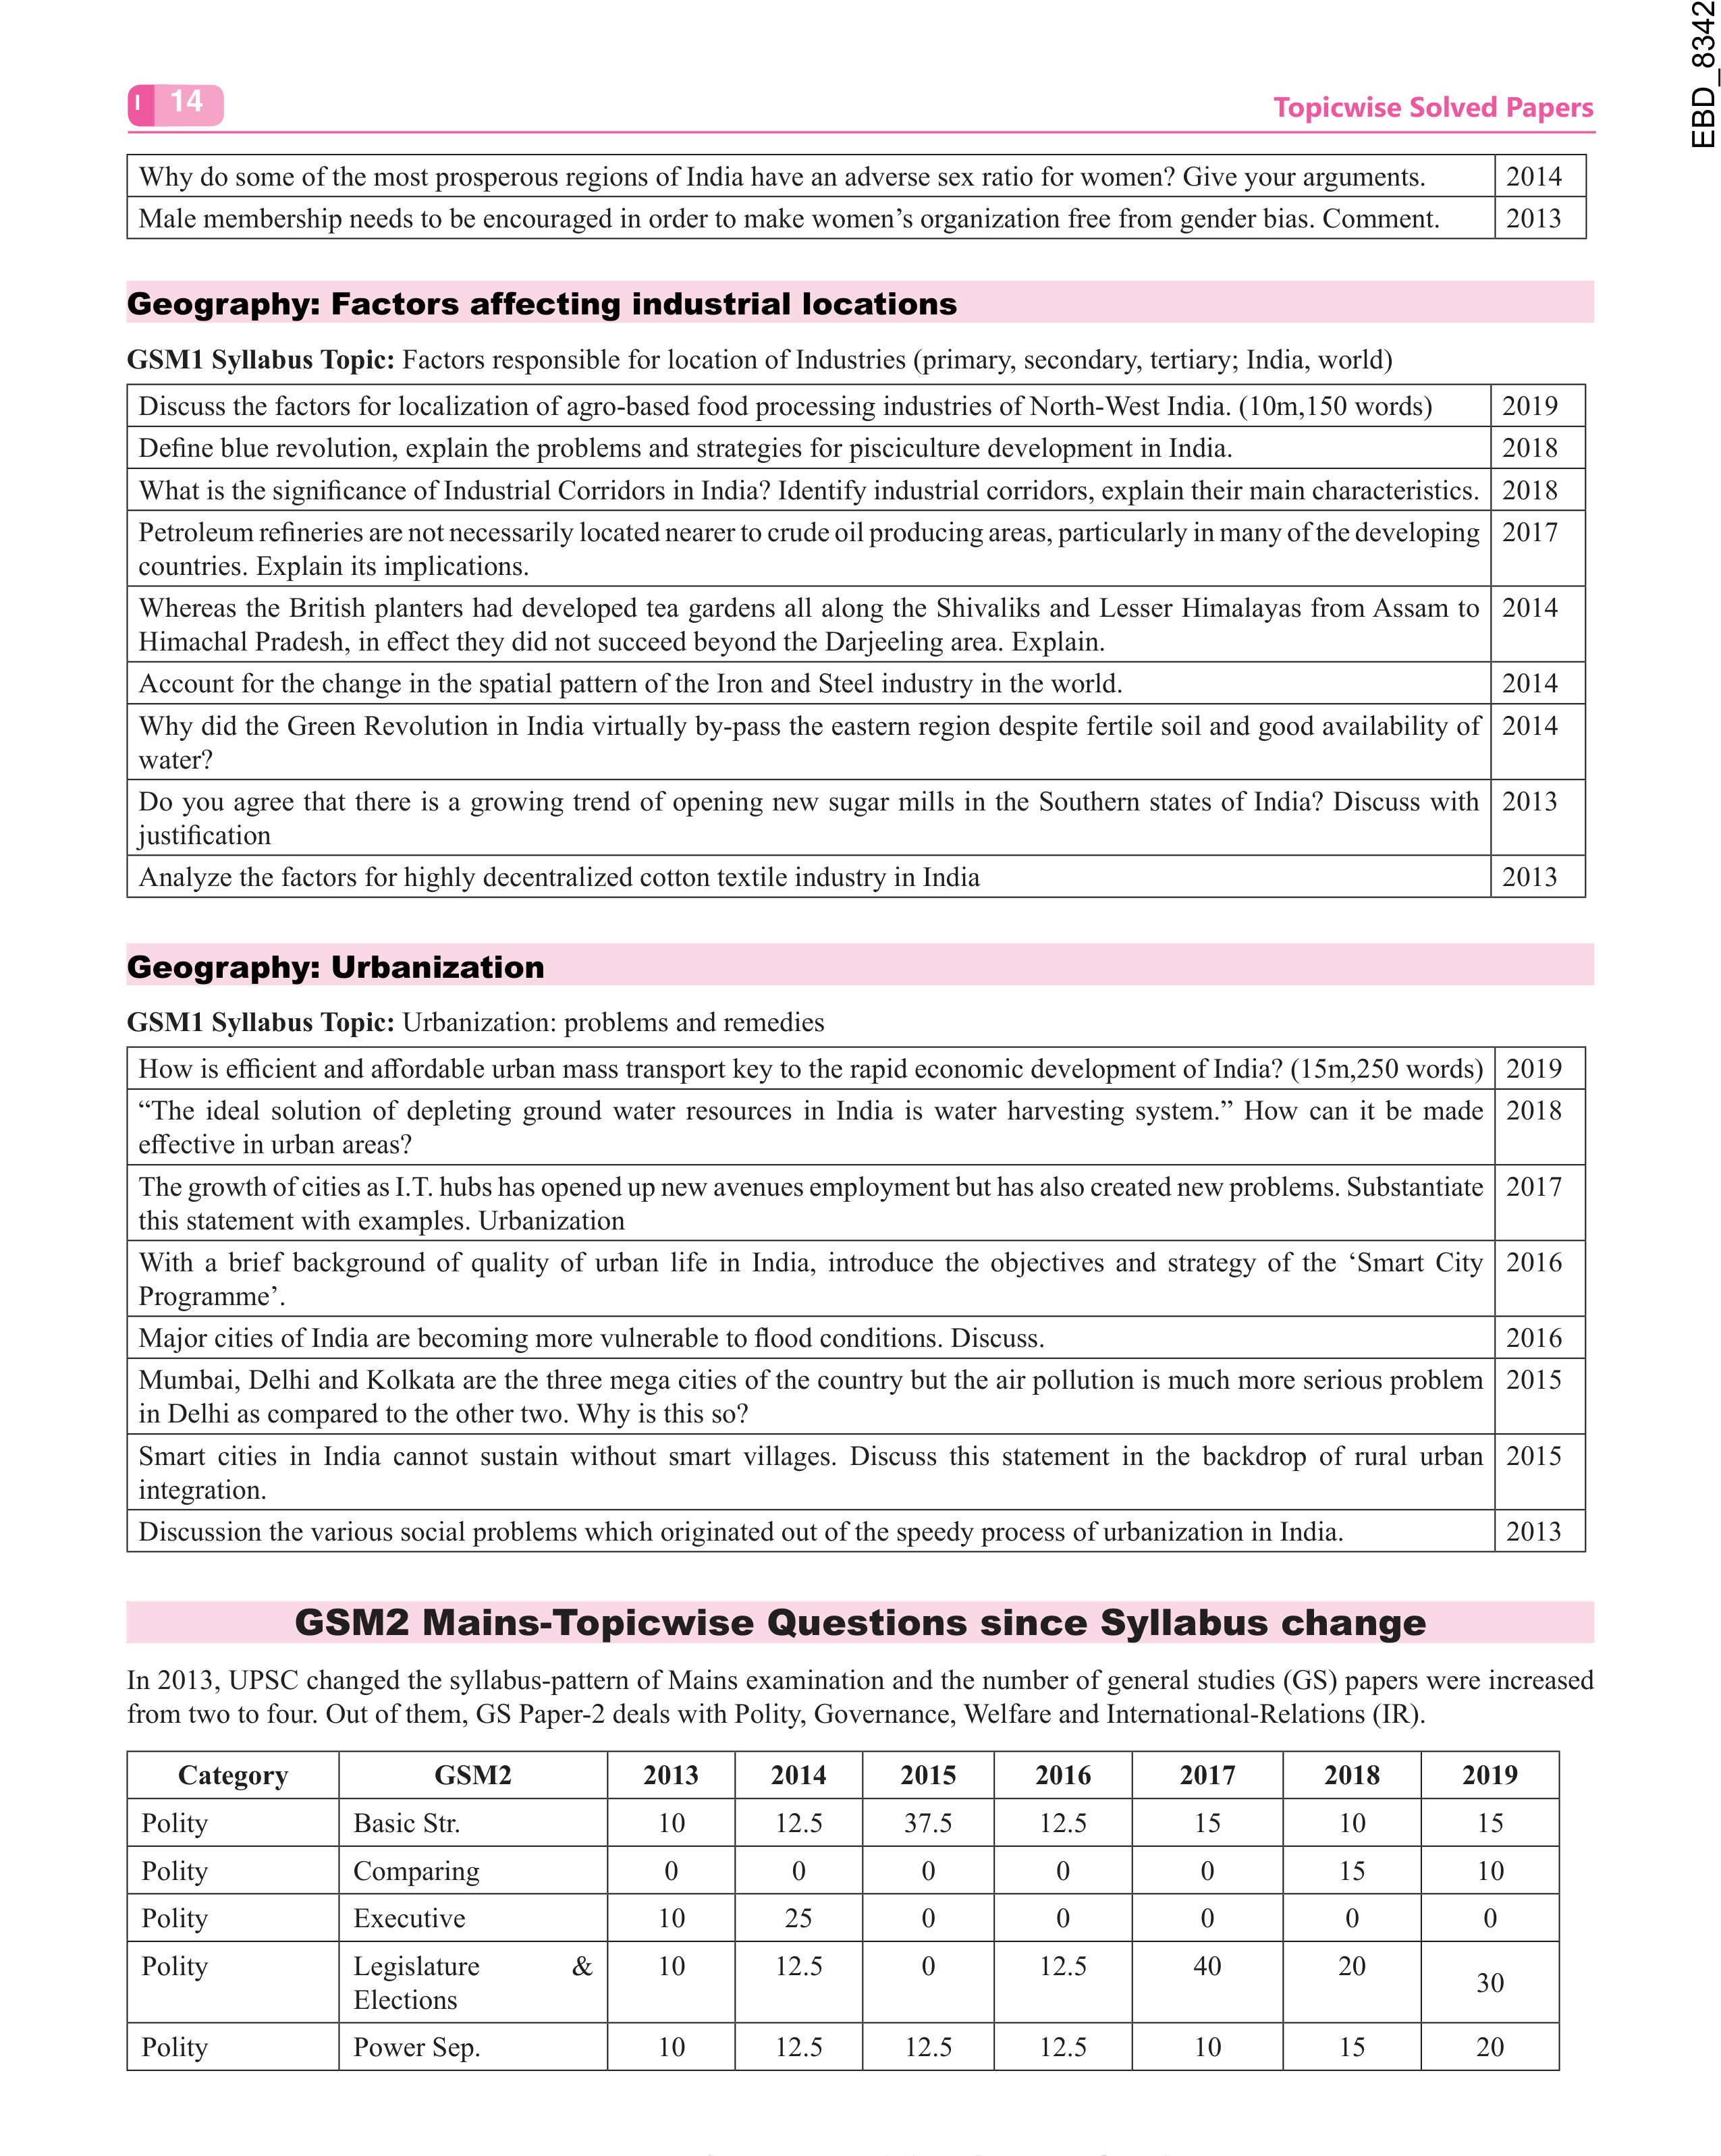 EBD_8342
I 14
Topicwise Solved Papers
Why do some of the most prosperous regions of India have an adverse sex ratio for women? Give your arguments. 2014
Male membership needs to be encouraged in order to make women’s organization free from gender bias. Comment. 2013
Geography: Factors affecting industrial locations
GSM1 Syllabus Topic: Factors responsible for location of Industries (primary, secondary, tertiary; India, world)
Discuss the factors for localization of agro-based food processing industries of North-West India. (10m,150 words) 2019
Define blue revolution, explain the problems and strategies for pisciculture development in India. 2018
What is the significance of Industrial Corridors in India? Identify industrial corridors, explain their main characteristics. 2018
Petroleum refineries are not necessarily located nearer to crude oil producing areas, particularly in many of the developing 2017
countries. Explain its implications.
Whereas the British planters had developed tea gardens all along the Shivaliks and Lesser Himalayas from Assam to 2014
Himachal Pradesh, in effect they did not succeed beyond the Darjeeling area. Explain.
Account for the change in the spatial pattern of the Iron and Steel industry in the world. 2014
Why did the Green Revolution in India virtually by-pass the eastern region despite fertile soil and good availability of 2014
water?
Do you agree that there is a growing trend of opening new sugar mills in the Southern states of India? Discuss with 2013
justification
Analyze the factors for highly decentralized cotton textile industry in India 2013
Geography: Urbanization
GSM1 Syllabus Topic: Urbanization: problems and remedies
How is efficient and affordable urban mass transport key to the rapid economic development of India? (15m,250 words) 2019
“The ideal solution of depleting ground water resources in India is water harvesting system.” How can it be made 2018
effective in urban areas?
The growth of cities as I.T. hubs has opened up new avenues employment but has also created new problems. Substantiate 2017
this statement with examples. Urbanization
With a brief background of quality of urban life in India, introduce the objectives and strategy of the ‘Smart City 2016
Programme’.
Major cities of India are becoming more vulnerable to flood conditions. Discuss. 2016
Mumbai, Delhi and Kolkata are the three mega cities of the country but the air pollution is much more serious problem 2015
in Delhi as compared to the other two. Why is this so?
Smart cities in India cannot sustain without smart villages. Discuss this statement in the backdrop of rural urban 2015
integration.
Discussion the various social problems which originated out of the speedy process of urbanization in India. 2013
GSM2 Mains-Topicwise Questions since Syllabus change
In 2013, UPSC changed the syllabus-pattern of Mains examination and the number of general studies (GS) papers were increased
from two to four. Out of them, GS Paper-2 deals with Polity, Governance, Welfare and International-Relations (IR).
Category GSM2 2013 2014 2015 2016 2017 2018 2019
Polity Basic Str. 10 12.5 37.5 12.5 15 10 15
Polity Comparing 0 0 0 0 0 15 10
Polity Executive 10 25 0 0 0 0 0
Polity Legislature & 10 12.5 0 12.5 40 20 30
Elections
Polity Power Sep. 10 12.5 12.5 12.5 10 15 20